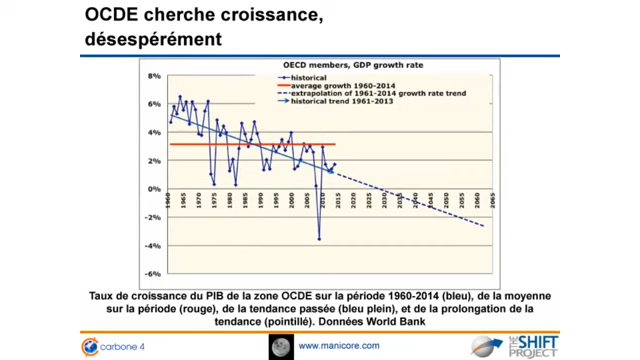 OCDE cherche croissance,
désespérément
OECD members, GDP growth rate
historical
average growth 1960-2014
extrapolation of 1961-2014 growth rate trend
historical trend 1961-2013
8%
6%
4%
2%
0%
-2%
-4%
-6%
1960 1965 1970 1975 1980 1985 1990 1995 2000 2005 2010 2015 2020 2025 2030 2035 2040 2045 2050 2055 2060 2065
Taux de croissance du PIB de la zone OCDE sur la période 1960-2014 (bleu), de la moyenne
sur la période (rouge), de la tendance passée (bleu plein), et de la prolongation de la
tendance (pointillé). Données World Bank
carbone 4
www.manicore.com
THE SHIFT
PROJECT